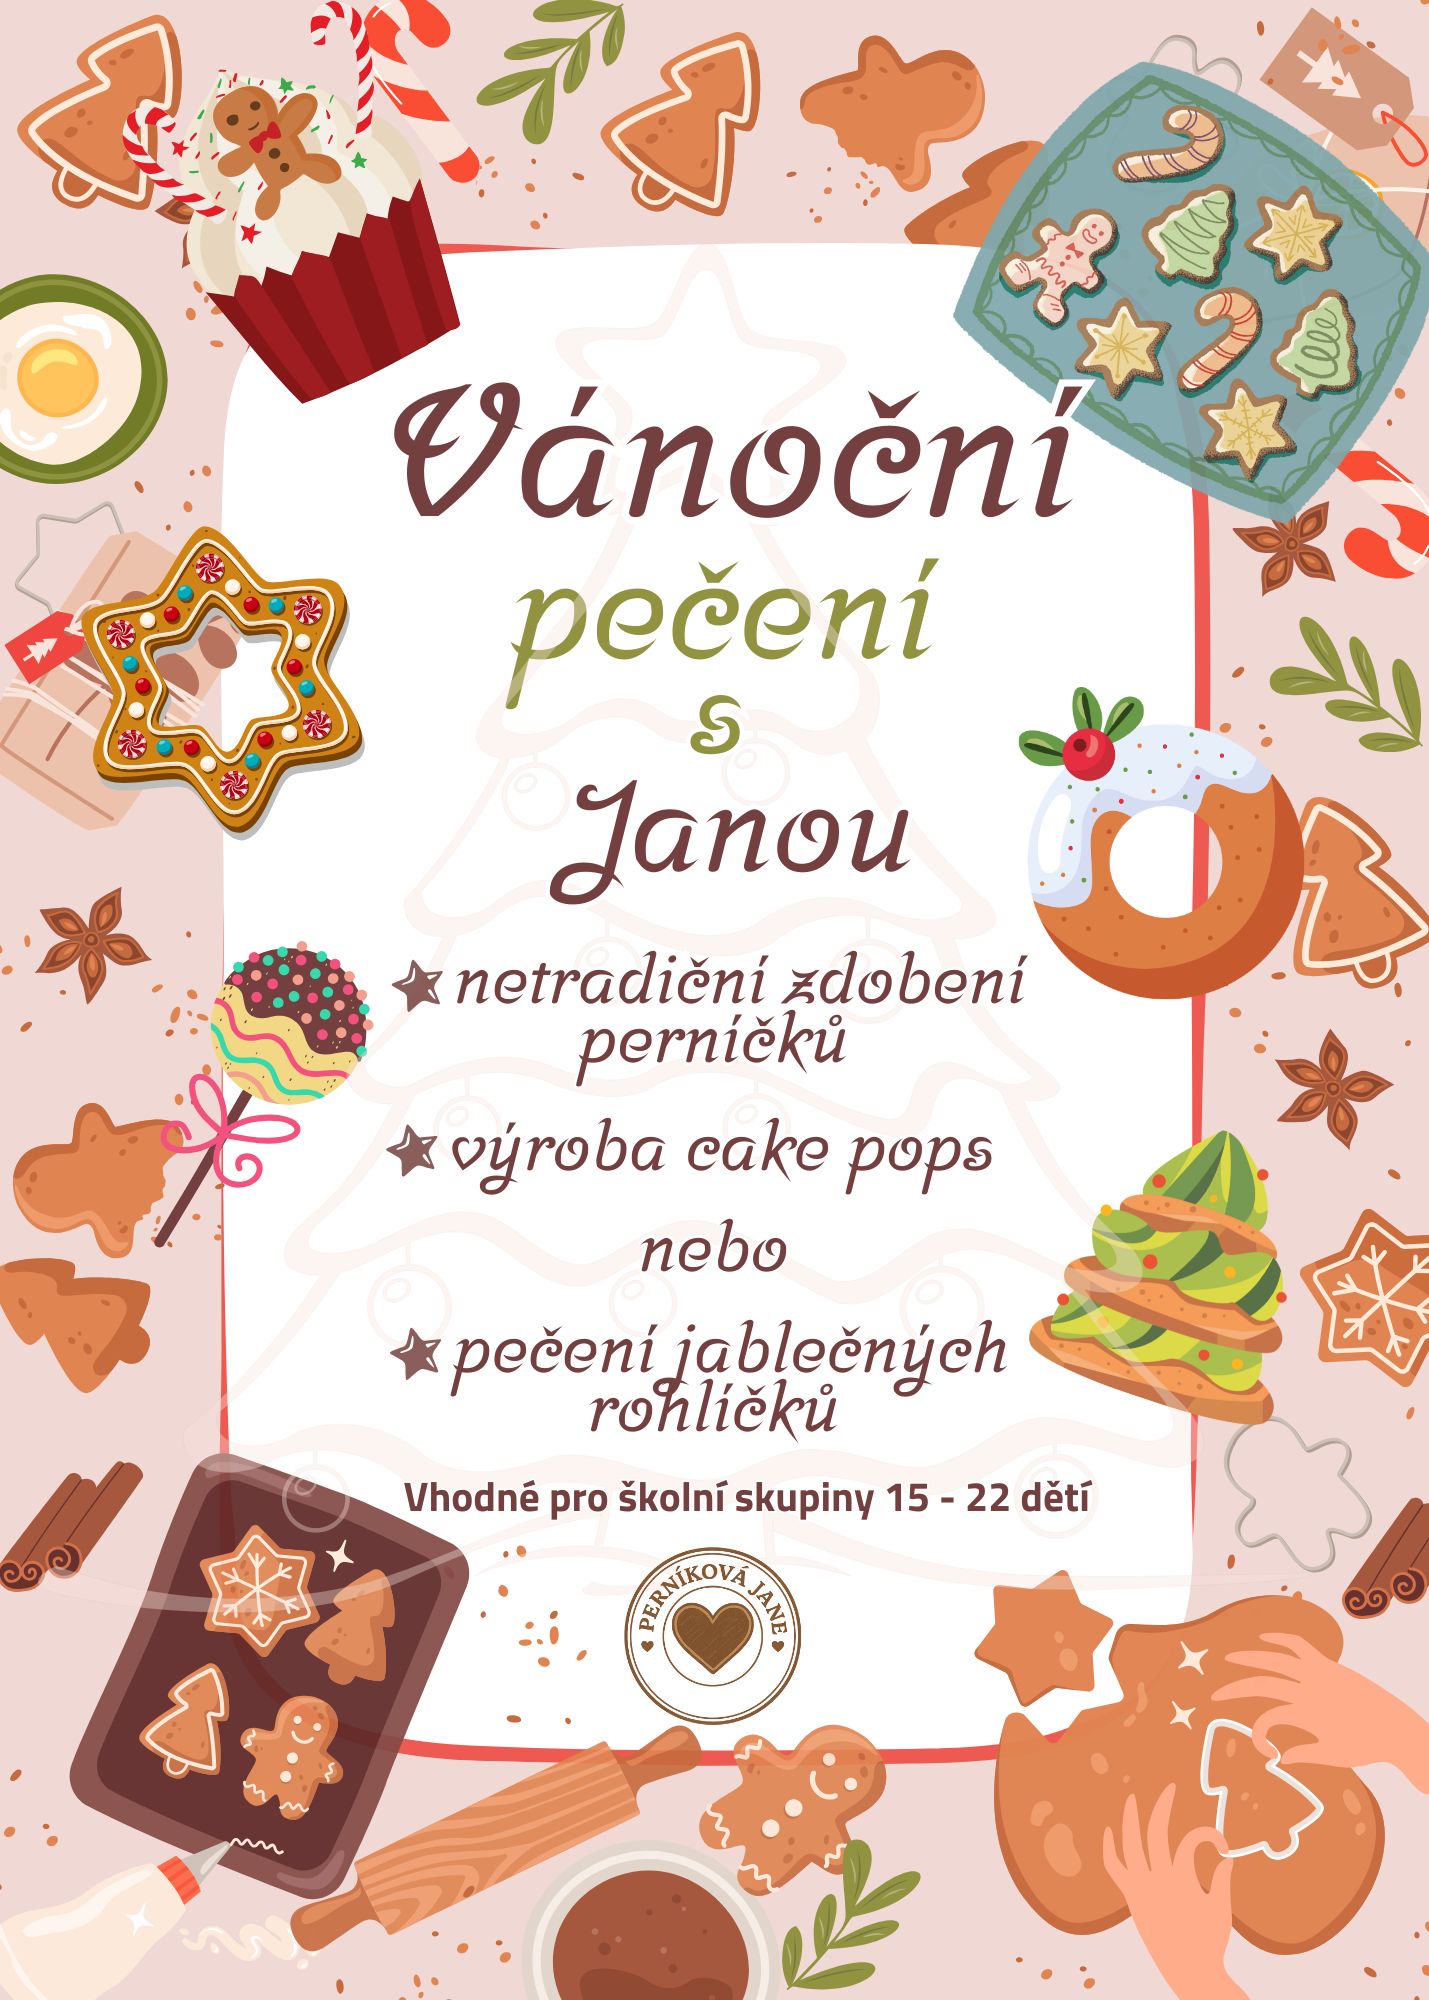 Vánoční
pečení
s
Janou
netradiční zdobení
perníčků
výroba cake pops
nebo
pečení jablečných
rohlíčků
Vhodné pro školní skupiny 15 - 22 dětí
PERNÍKOVÁ JANE